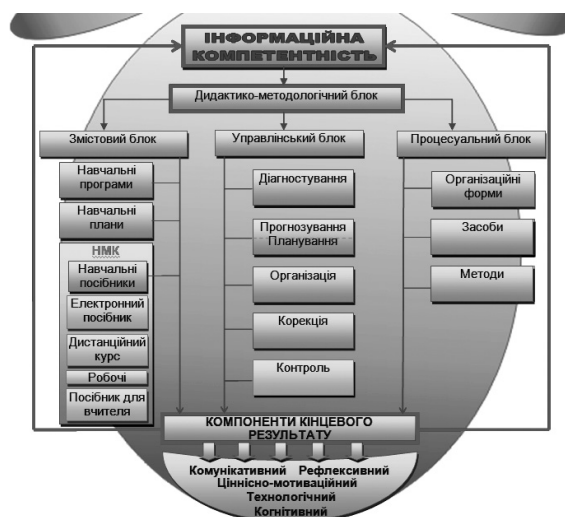 ІНФОРМАЦІЙНА
КОМПЕТЕНТНІСТЬ
Дидактико-методологічний блок
Змістовий блок
Управлінський блок
Процесуальний блок
Навчальні
програми
Навчальні
плани
НМК
Навчальні
посібники
Електронний
посібник
Дистанційний
курс
Робочі
Посібник для
вчителя
Діагностування
Прогнозування
Планування
Організація
Корекція
Контроль
Організаційні
форми
Засоби
Методи
КОМПОНЕНТИ КІНЦЕВОГО
РЕЗУЛЬТАТУ
Комунікативний Рефлексивний
Ціннісно-мотиваційний
Технологічний
Когнітивний